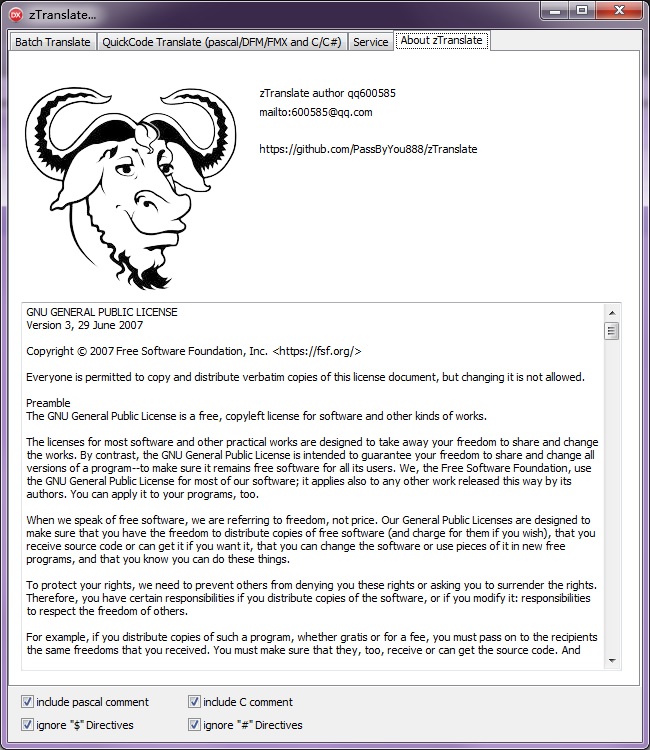 DX zTranslate...
Batch Translate QuickCode Translate (pascal/DFM/FMX and C/C#) Service About zTranslate
zTranslate author qq600585
mailto:600585@qq.com
https://github.com/PassByYou888/zTranslate
GNU GENERAL PUBLIC LICENSE
Version 3, 29 June 2007
Copyright © 2007 Free Software Foundation, Inc. <https://fsf.org/>
Everyone is permitted to copy and distribute verbatim copies of this license document, but changing it is not allowed.
Preamble
The GNU General Public License is a free, copyleft license for software and other kinds of works.
The licenses for most software and other practical works are designed to take away your freedom to share and change
the works. By contrast, the GNU General Public License is intended to guarantee your freedom to share and change all
versions of a program--to make sure it remains free software for all its users. We, the Free Software Foundation, use
the GNU General Public License for most of our software; it applies also to any other work released this way by its
authors. You can apply it to your programs, too.
When we speak of free software, we are referring to freedom, not price. Our General Public Licenses are designed to
make sure that you have the freedom to distribute copies of free software (and charge for them if you wish), that you
receive source code or can get it if you want it, that you can change the software or use pieces of it in new free
programs, and that you know you can do these things.
To protect your rights, we need to prevent others from denying you these rights or asking you to surrender the rights.
Therefore, you have certain responsibilities if you distribute copies of the software, or if you modify it: responsibilities
to respect the freedom of others.
For example, if you distribute copies of such a program, whether gratis or for a fee, you must pass on to the recipients
the same freedoms that you received. You must make sure that they, too, receive or can get the source code. And
include pascal comment include C comment
ignore "$" Directives ignore "#" Directives